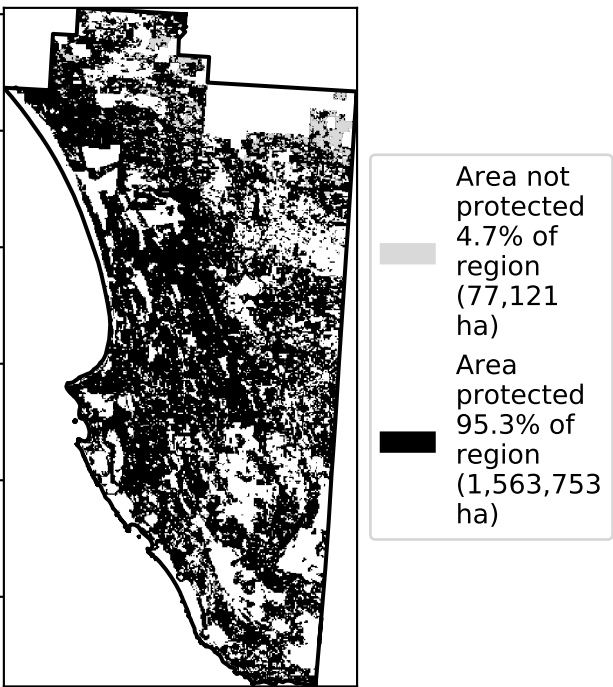 Area not
protected
4.7% of
region
(77,121
ha)
Area
protected
95.3% of
region
(1,563,753
ha)